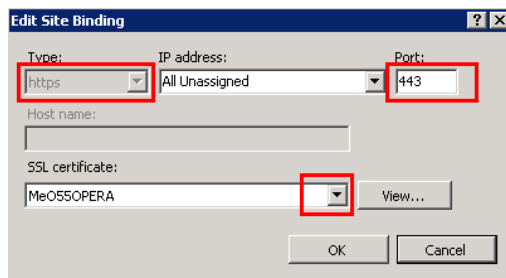 Edit Site Binding
Type: IP address: Port:
https All Unassigned 443
Host name:
SSL certificate:
MeO55OPERA View...
OK Cancel